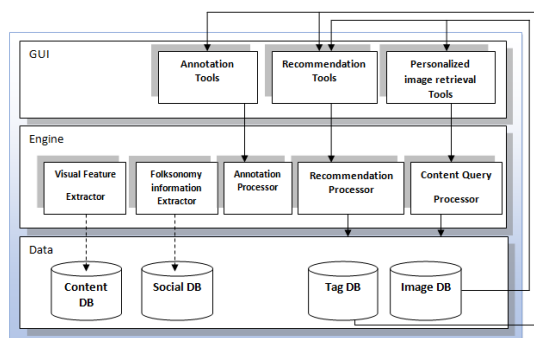 GUI
Annotation
Tools
Recommendation
Tools
Personalized
image retrieval
Tools
Engine
Visual Feature
Extractor
Folksonomy
information
Extractor
Annotation
Processor
Recommendation
Processor
Content Query
Processor
Data
Content
DB
Social DB
Tag DB
Image DB